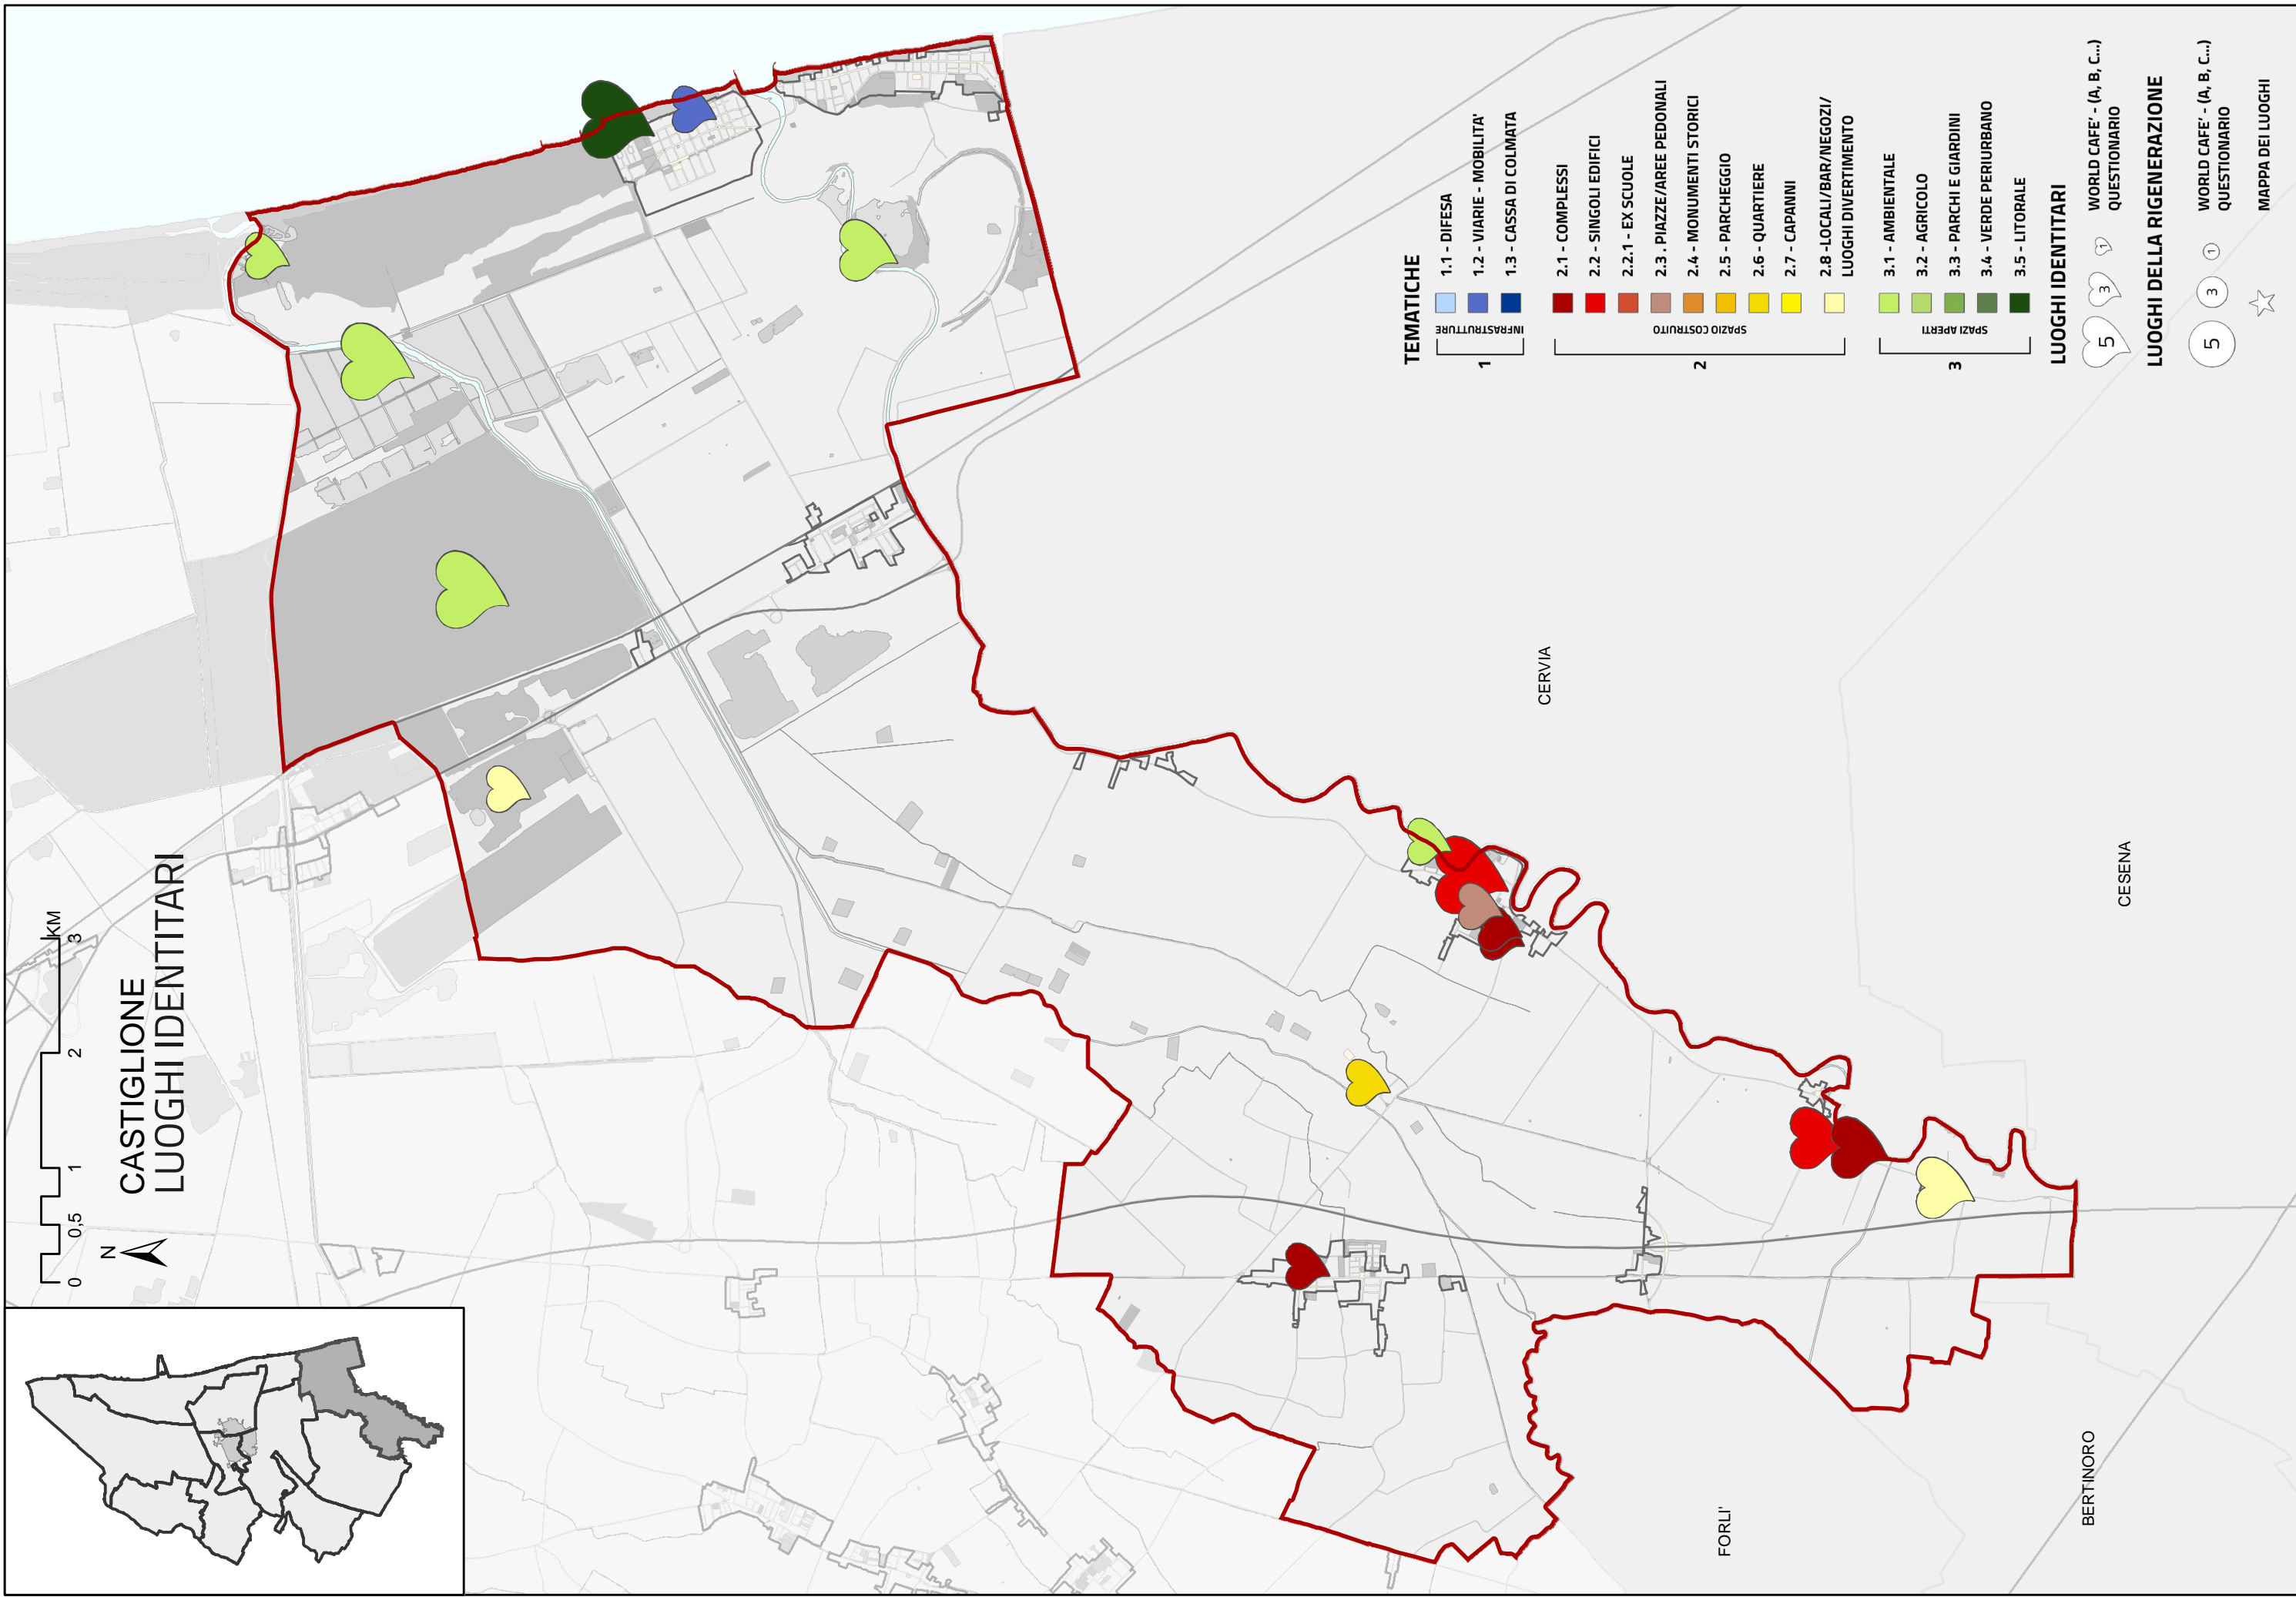 CASTIGLIONE
LUOGHI IDENTITARI
N
0 0,5 1 2 3
KM
CERVIA
CESENA
FORLI'
BERTINORO
TEMATICHE
1
INFRASTRUTTURE
1.1 - DIFESA
1.2 - VIARIE - MOBILITA'
1.3 - CASSA DI COLMATA
2
SPAZIO COSTRUITO
2.1 - COMPLESSI
2.2 - SINGOLI EDIFICI
2.2.1 - EX SCUOLE
2.3. PIAZZE/AREE PEDONALI
2.4 - MONUMENTI STORICI
2.5 - PARCHEGGIO
2.6 - QUARTIERE
2.7 - CAPANNI
2.8 -LOCALI/BAR/NEGOZI/
LUOGHI DIVERTIMENTO
3
SPAZI APERTI
3.1 - AMBIENTALE
3.2 - AGRICOLO
3.3 - PARCHI E GIARDINI
3.4 - VERDE PERIURBANO
3.5 - LITORALE
LUOGHI IDENTITARI
5 3 1 WORLD CAFE' - (A, B, C...)
QUESTIONARIO
LUOGHI DELLA RIGENERAZIONE
5 3 1 WORLD CAFE' - (A, B, C...)
QUESTIONARIO
MAPPA DEI LUOGHI